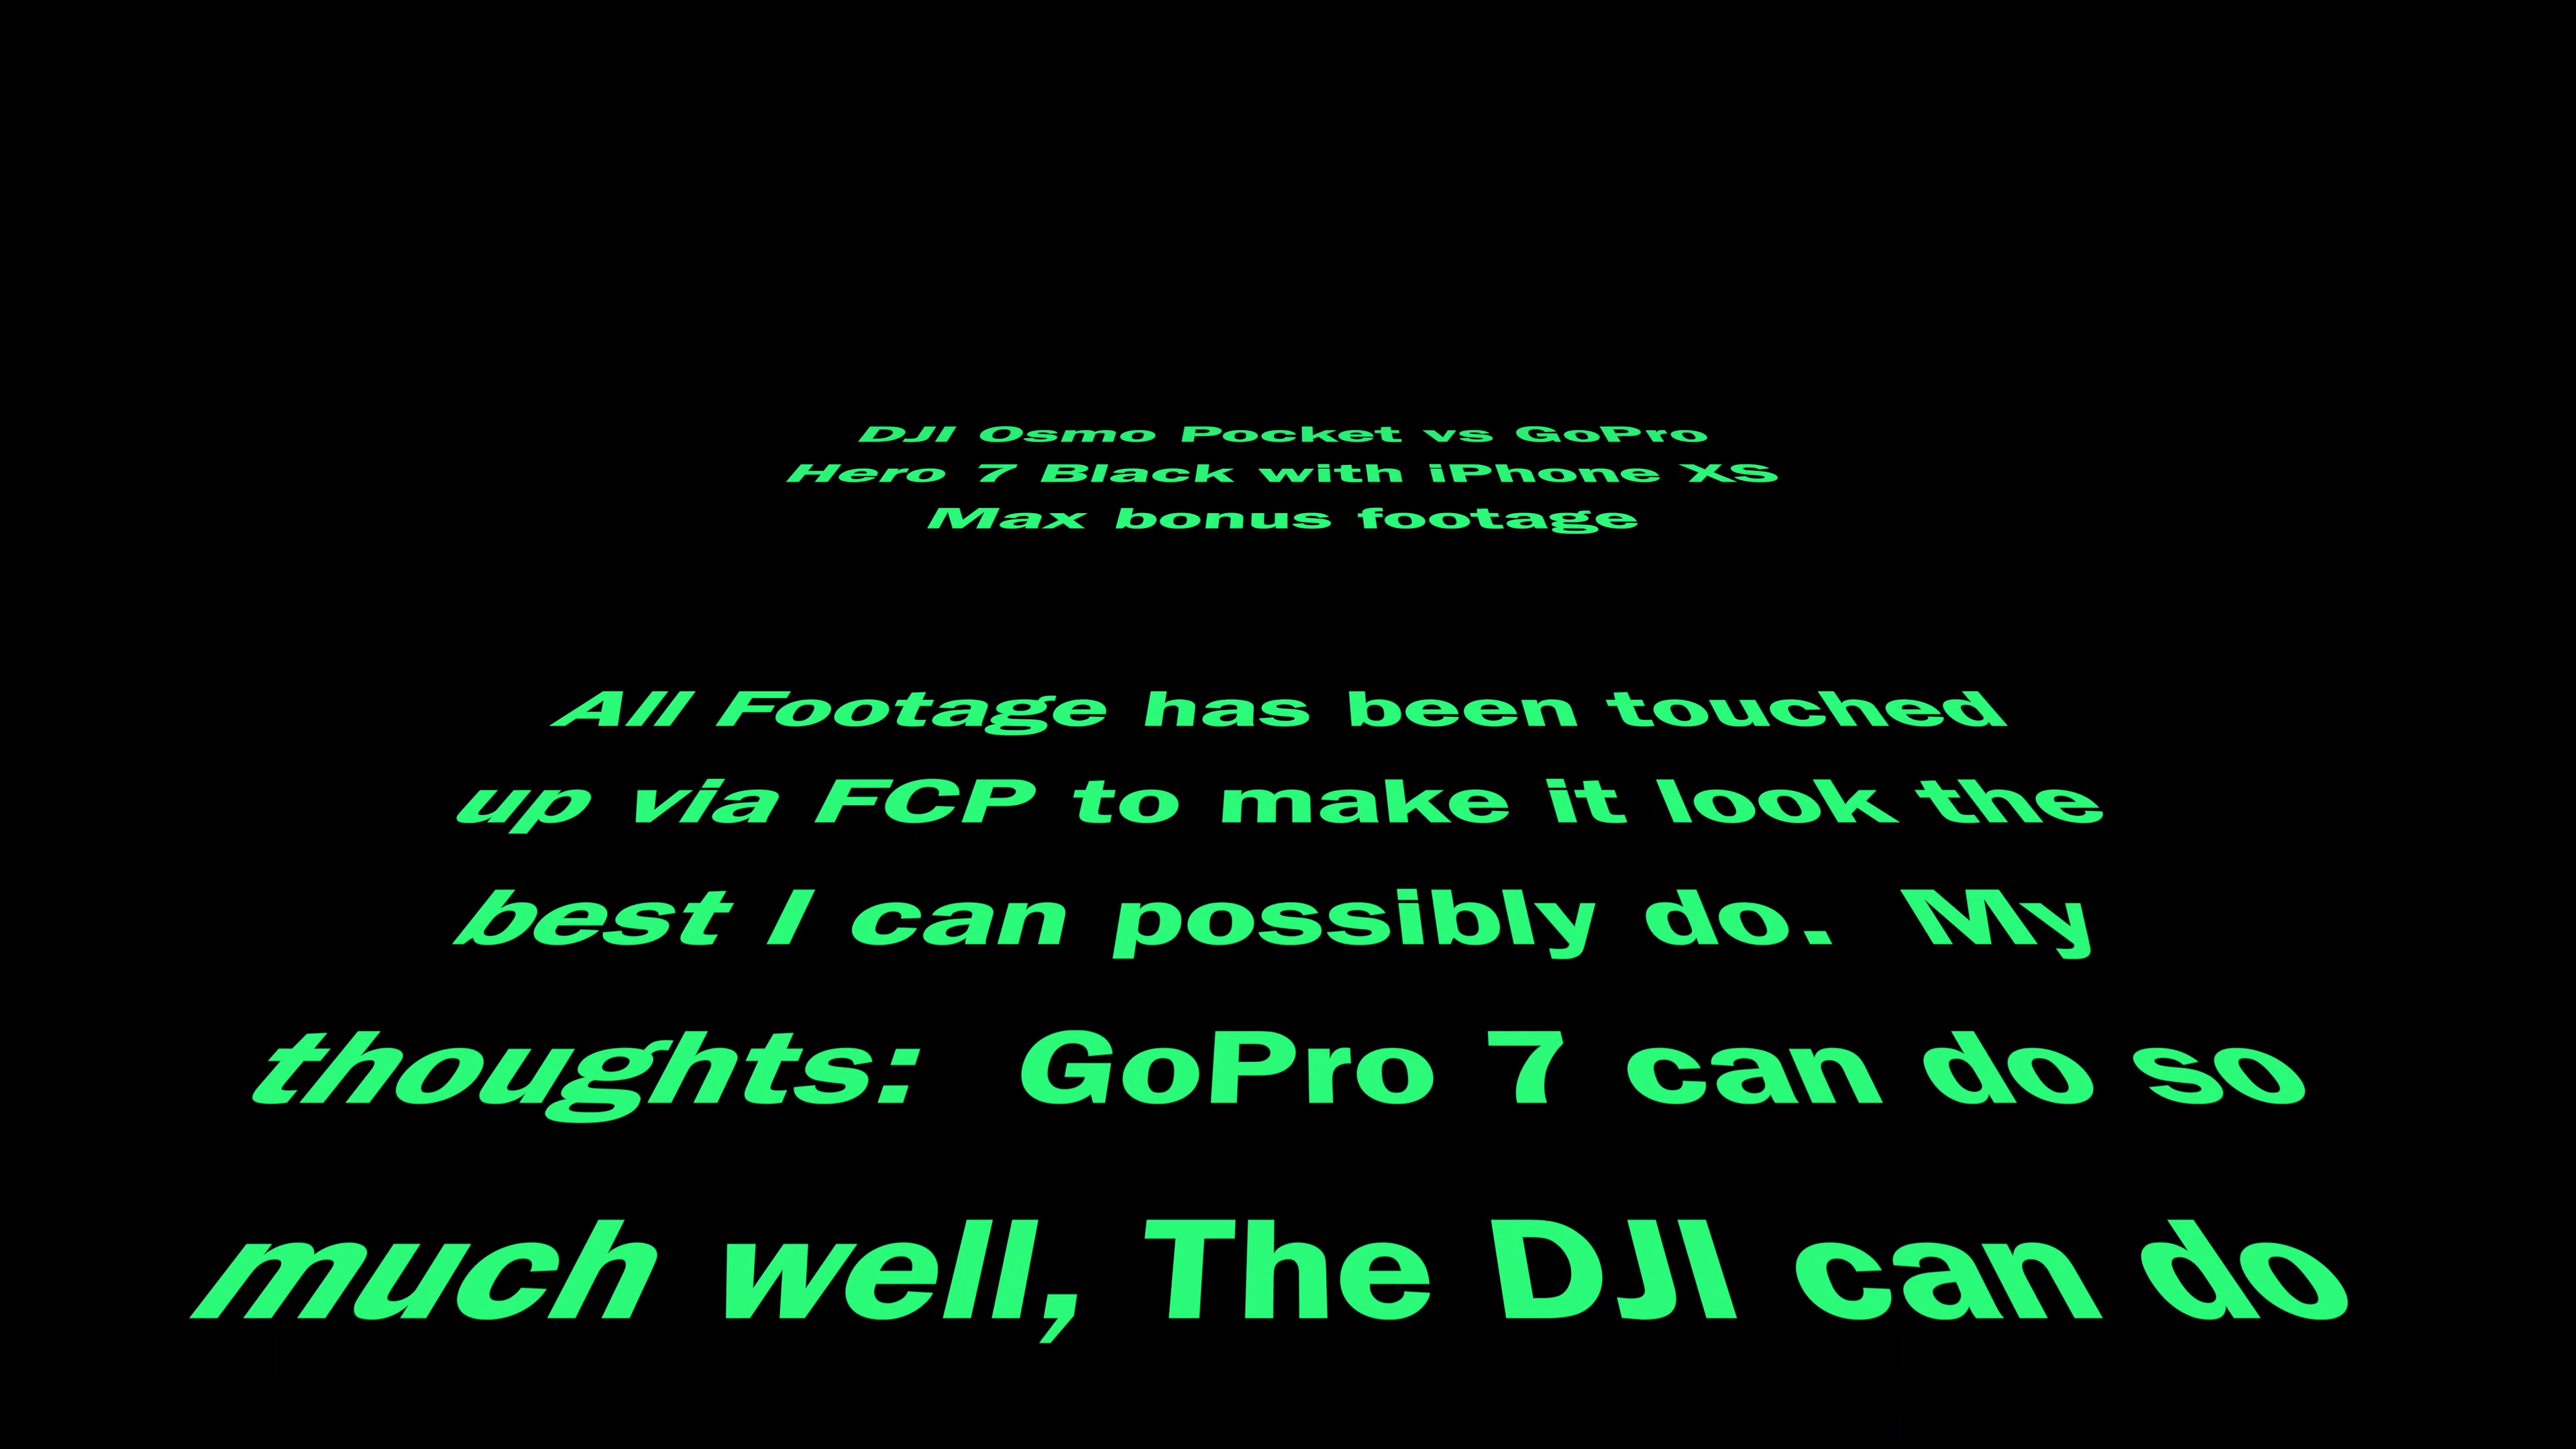 DJI Osmo Pocket vs GoPro
Hero 7 Black with iPhone XS
Max bonus footage
All Footage has been touched
up via FCP to make it look the
best I can possibly do.  My
thoughts:  GoPro 7 can do so
much well, The DJI can do